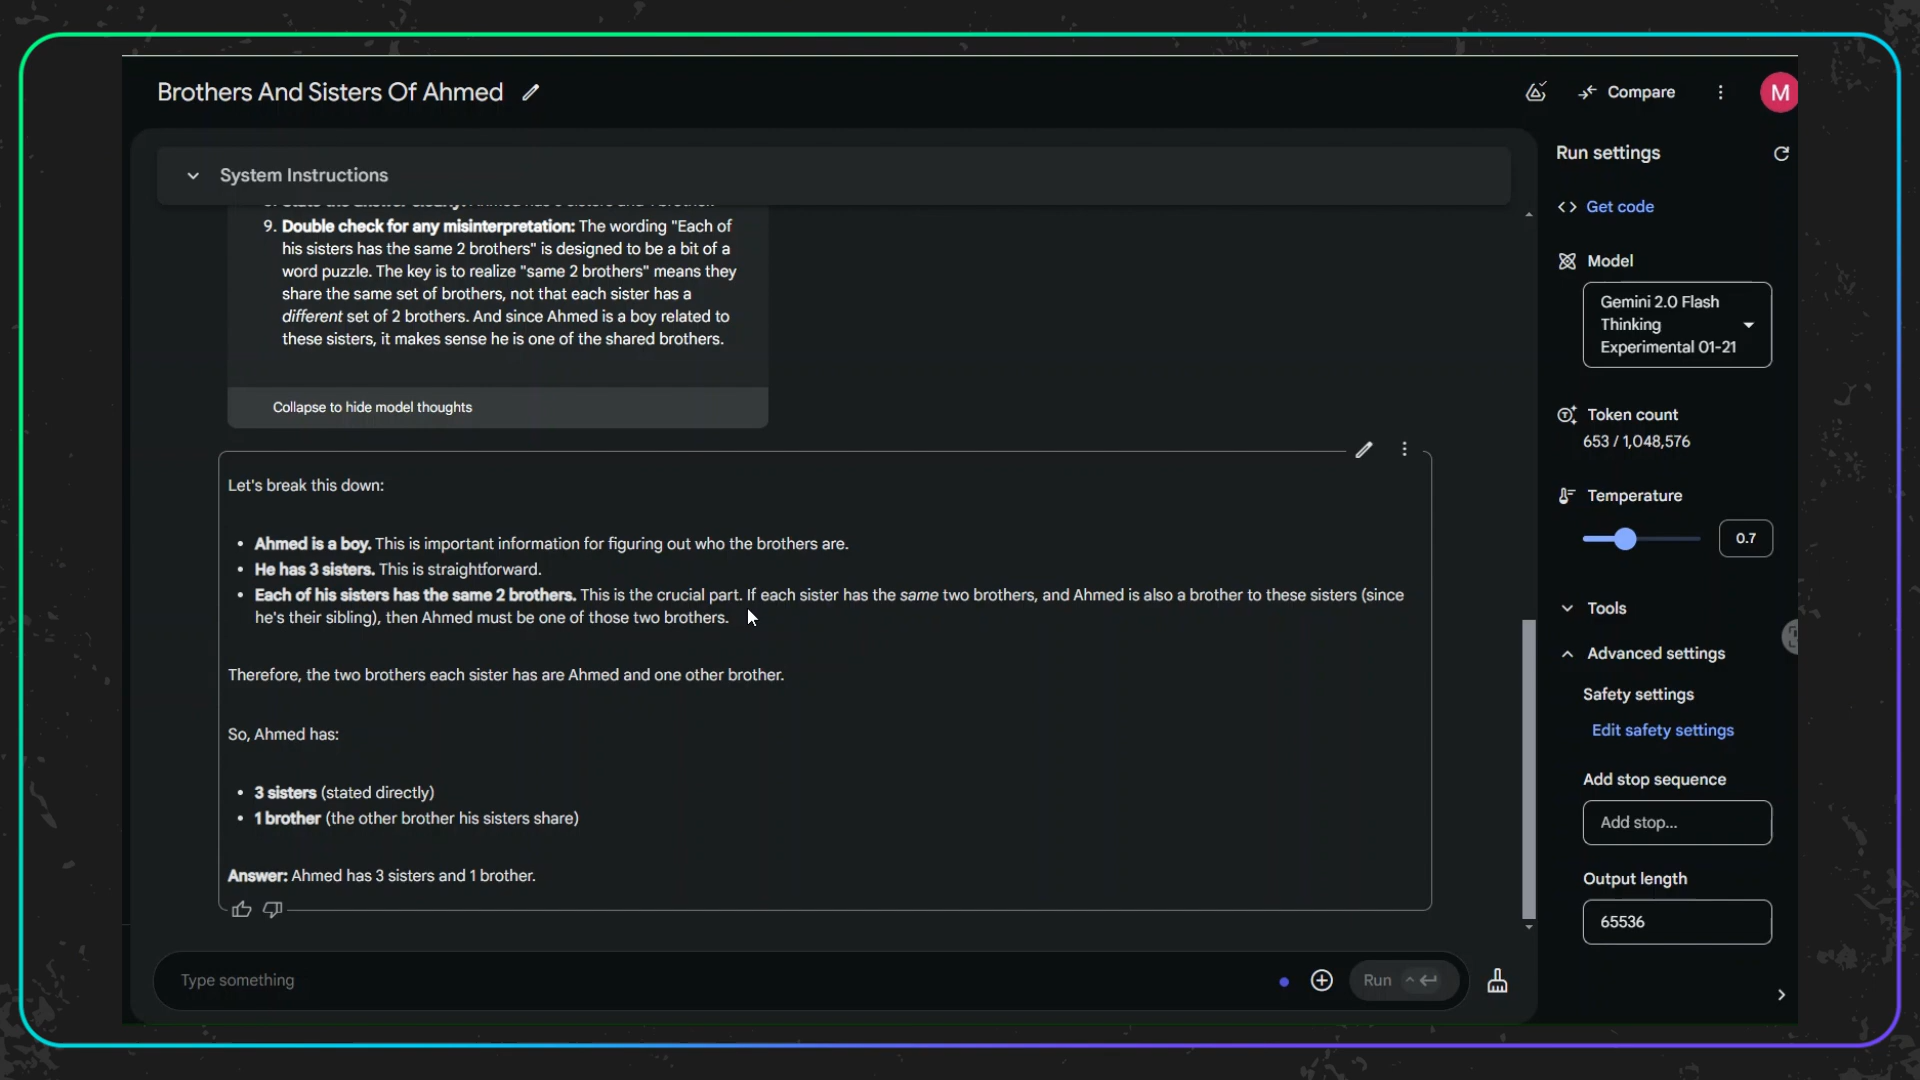 Brothers And Sisters Of Ahmed
Compare
M
System Instructions
9. Double check for any misinterpretation: The wording "Each of
his sisters has the same 2 brothers" is designed to be a bit of a
word puzzle. The key is to realize "same 2 brothers" means they
share the same set of brothers, not that each sister has a
different set of 2 brothers. And since Ahmed is a boy related to
these sisters, it makes sense he is one of the shared brothers.
Collapse to hide model thoughts
Let's break this down:
• Ahmed is a boy. This is important information for figuring out who the brothers are.
• He has 3 sisters. This is straightforward.
• Each of his sisters has the same 2 brothers. This is the crucial part. If each sister has the same two brothers, and Ahmed is also a brother to these sisters (since
he's their sibling), then Ahmed must be one of those two brothers.
Therefore, the two brothers each sister has are Ahmed and one other brother.
So, Ahmed has:
• 3 sisters (stated directly)
• 1 brother (the other brother his sisters share)
Answer: Ahmed has 3 sisters and 1 brother.
Type something
Run
Run settings
<> Get code
Model
Gemini 2.0 Flash
Thinking
Experimental 01-21
Token count
653 / 1,048,576
Temperature
0.7
Tools
Advanced settings
Safety settings
Edit safety settings
Add stop sequence
Add stop...
Output length
65536